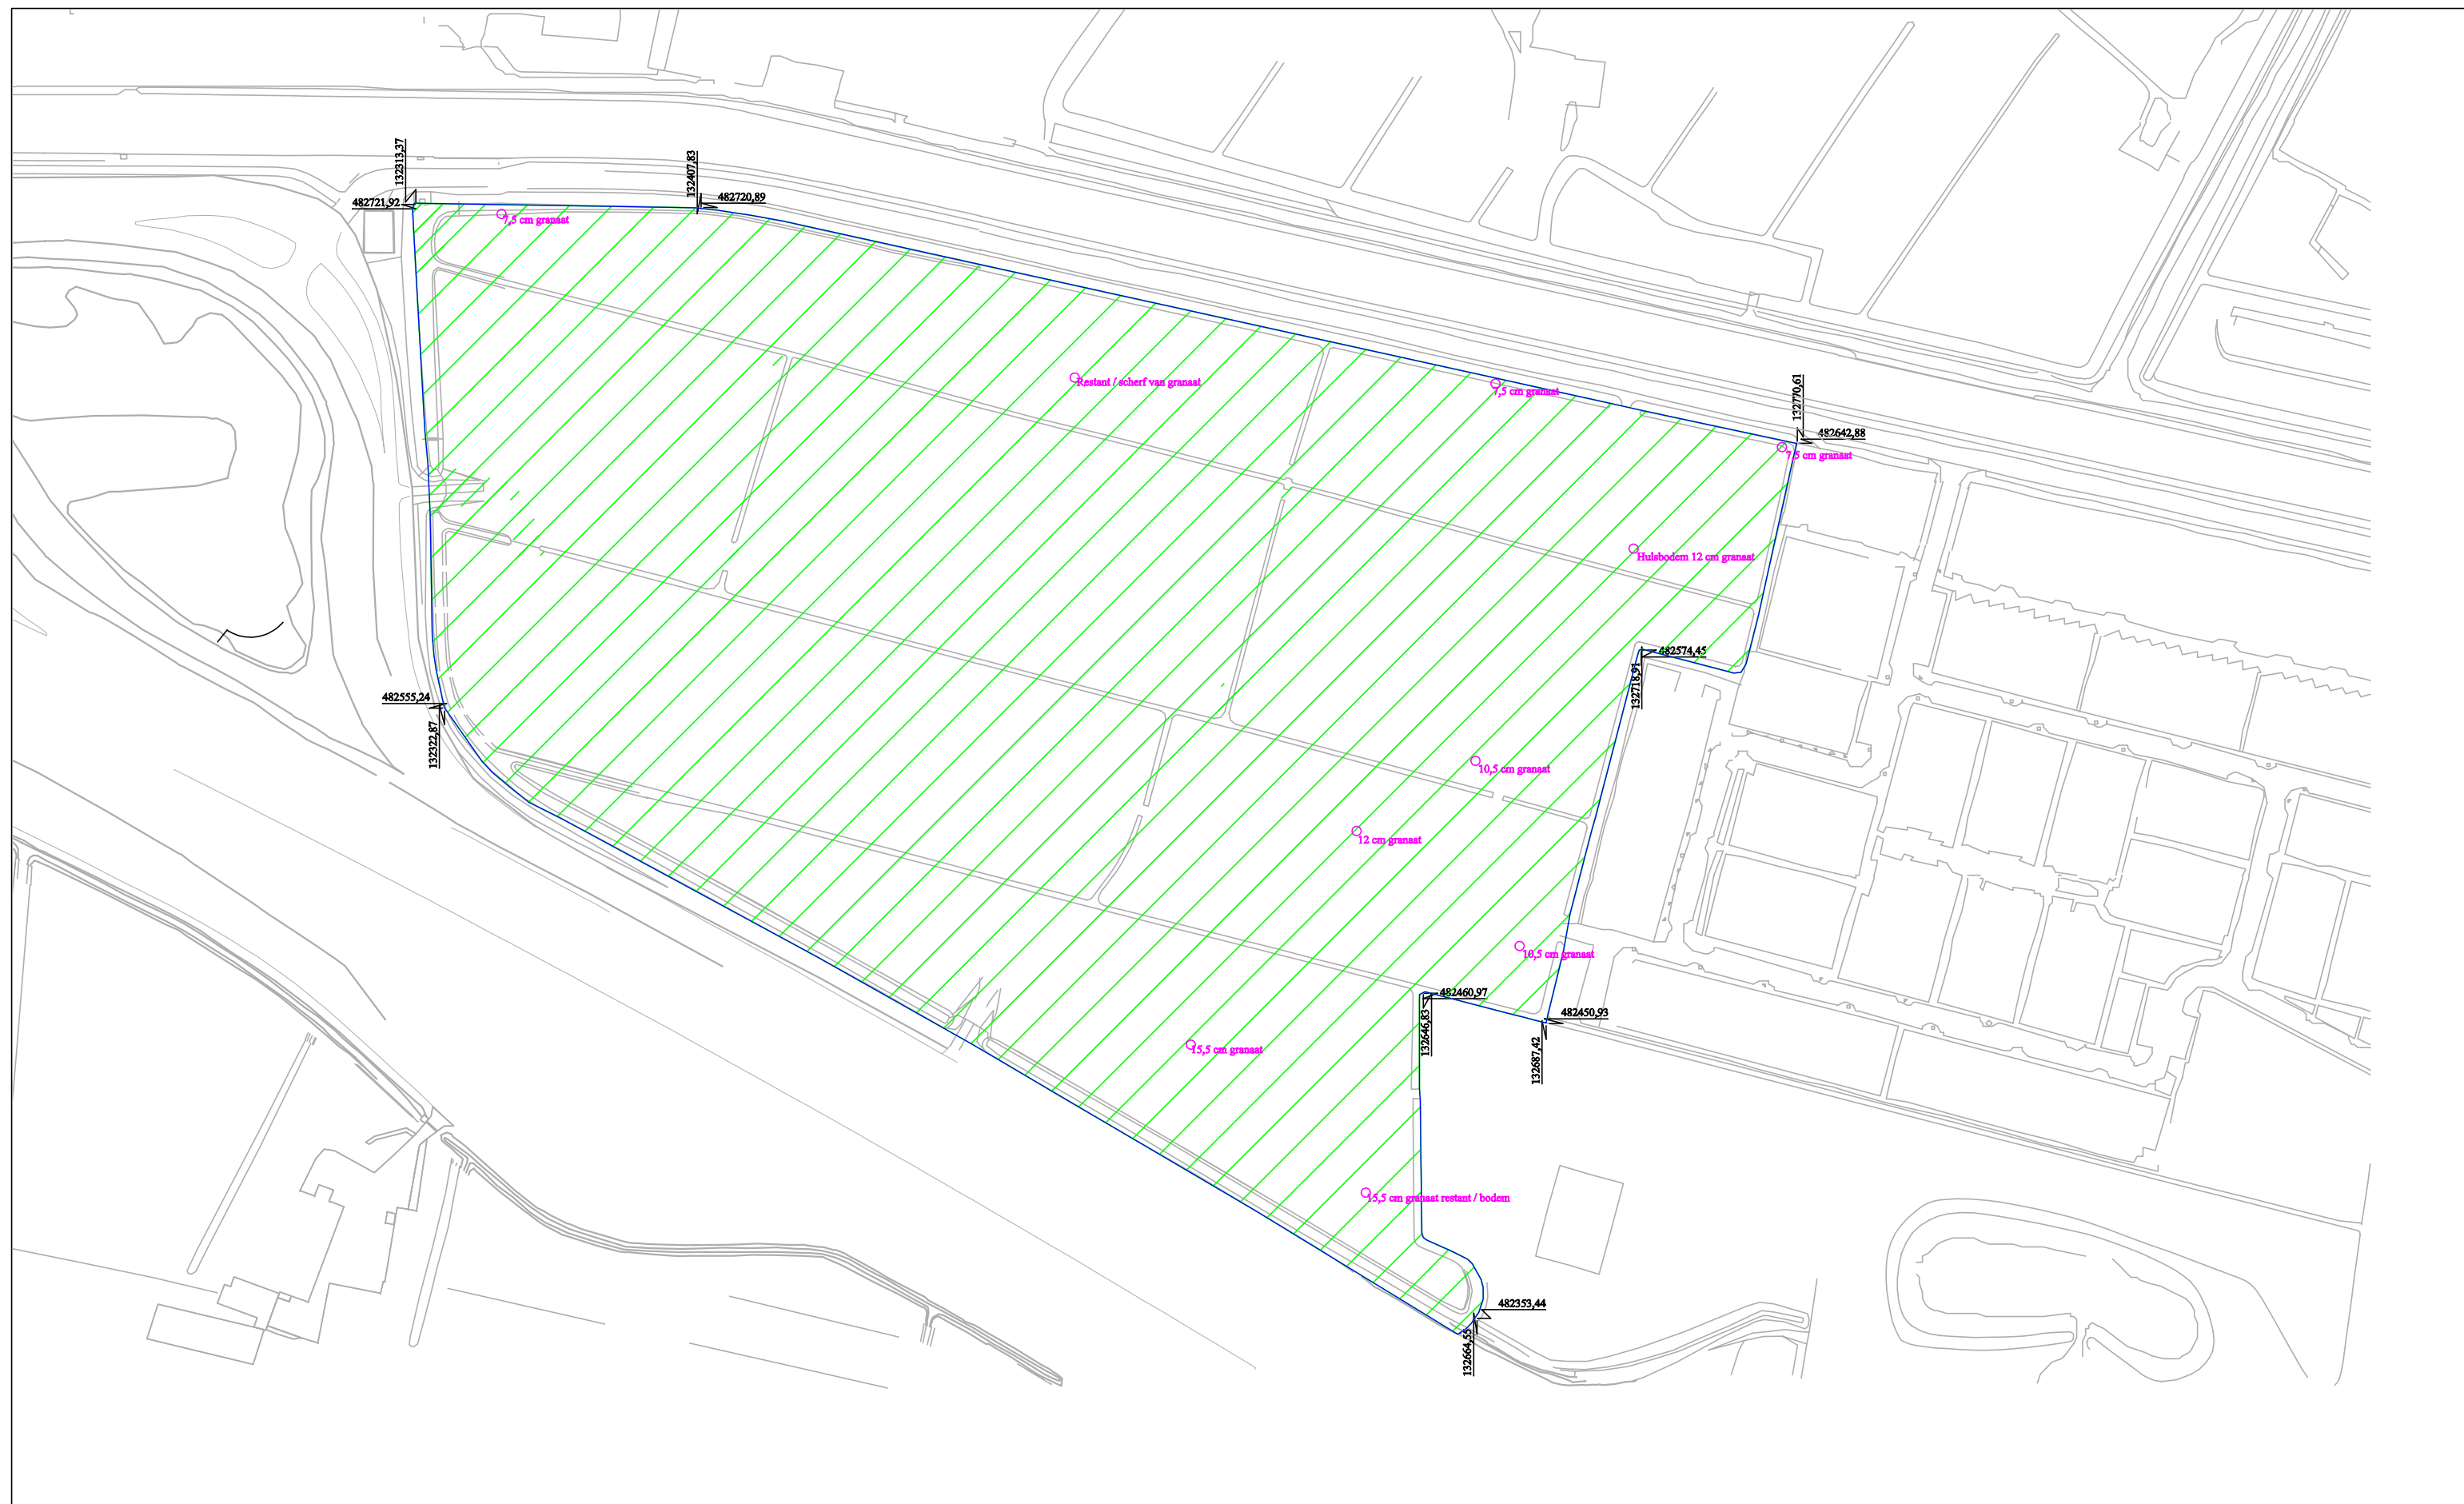 132313,37
132407,83
482721,92
482720,89
7,5 cm granaat
Restant / scherf van granaat
7,5 cm granaat
132770,61
482642,88
7,5 cm granaat
Hulsbodem 12 cm granaat
482574,45
132718,91
482555,24
132322,87
10,5 cm granaat
12 cm granaat
10,5 cm granaat
482460,97
132646,83
482450,93
132687,42
15,5 cm granaat
15,5 cm granaat restant / bodem
482353,44
132664,55